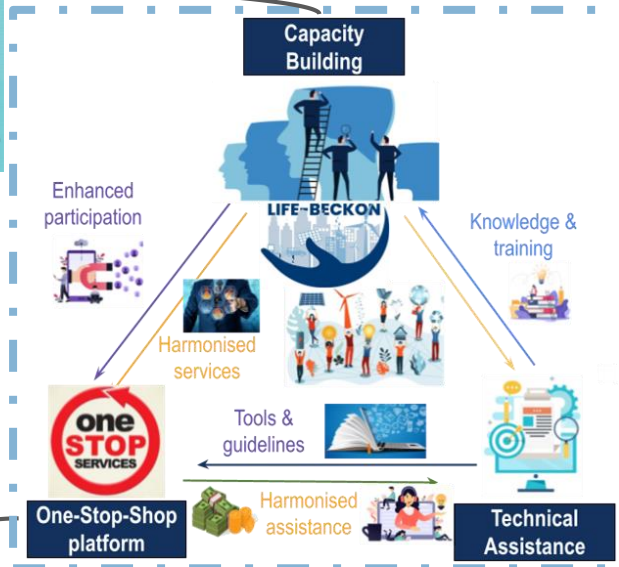 Capacity
Building
LIFE-BECKON
Enhanced
participation
Knowledge &
training
Harmonised
services
one
STOP
SERVICES
Tools &
guidelines
Harmonised
assistance
One-Stop-Shop
platform
Technical
Assistance